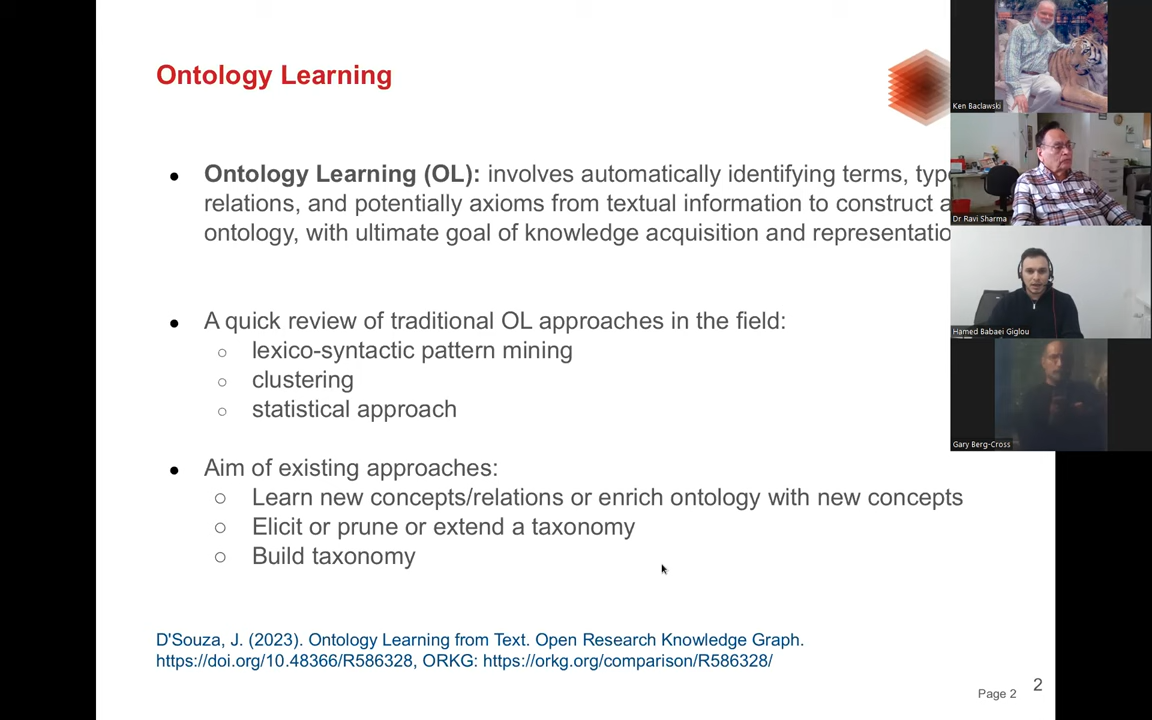 Ontology Learning
Ontology Learning (OL): involves automatically identifying terms,
relations, and potentially axioms from textual information to construct
ontology, with ultimate goal of knowledge acquisition and
A quick review of traditional OL approaches in the field:
lexico-syntactic pattern mining
clustering
statistical approach
Aim of existing approaches:
Learn new concepts/relations or enrich ontology with new concepts
Elicit or prune or extend a taxonomy
Build taxonomy
D'Souza, J. (2023). Ontology Learning from Text. Open Research Knowledge Graph.
https://doi.org/10.48366/R586328, ORKG: https://orkg.org/comparison/R586328/
Page 2
2
Ken Baclawski
Dr Ravi Sharma
Hamed Babaei Giglou
Gary Berg-Cross